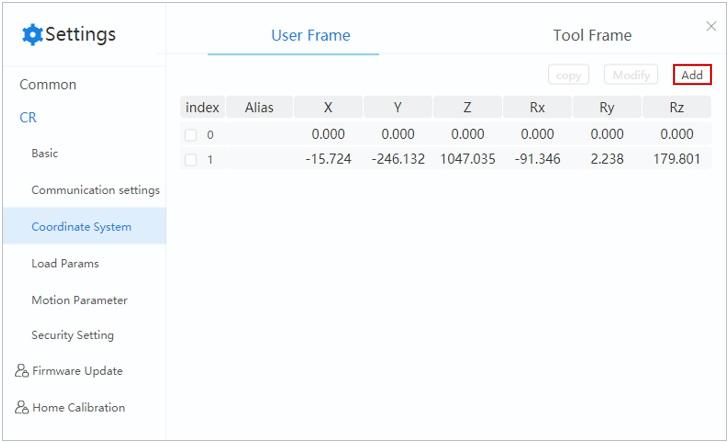 Settings
User Frame Tool Frame
Common
copy Modify Add
CR
index Alias X Y Z Rx Ry Rz
0 0.000 0.000 0.000 0.000 0.000 0.000
Basic
1 -15.724 -246.132 1047.035 -91.346 2.238 179.801
Communication settings
Coordinate System
Load Params
Motion Parameter
Security Setting
Firmware Update
Home Calibration